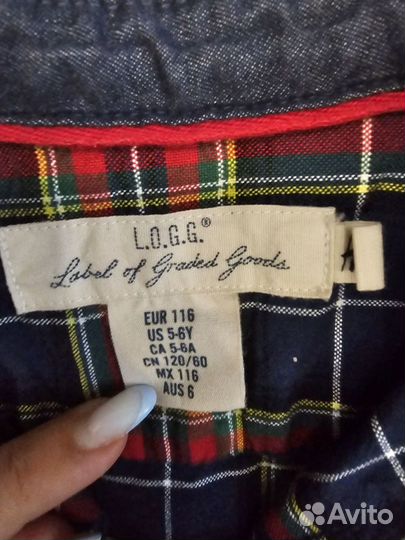 L.O.G.G.®
Label of Graded Goods
EUR 116
US 5-6Y
CA 5-6A
CN 120/60
MX 116
AUS 6
Avito